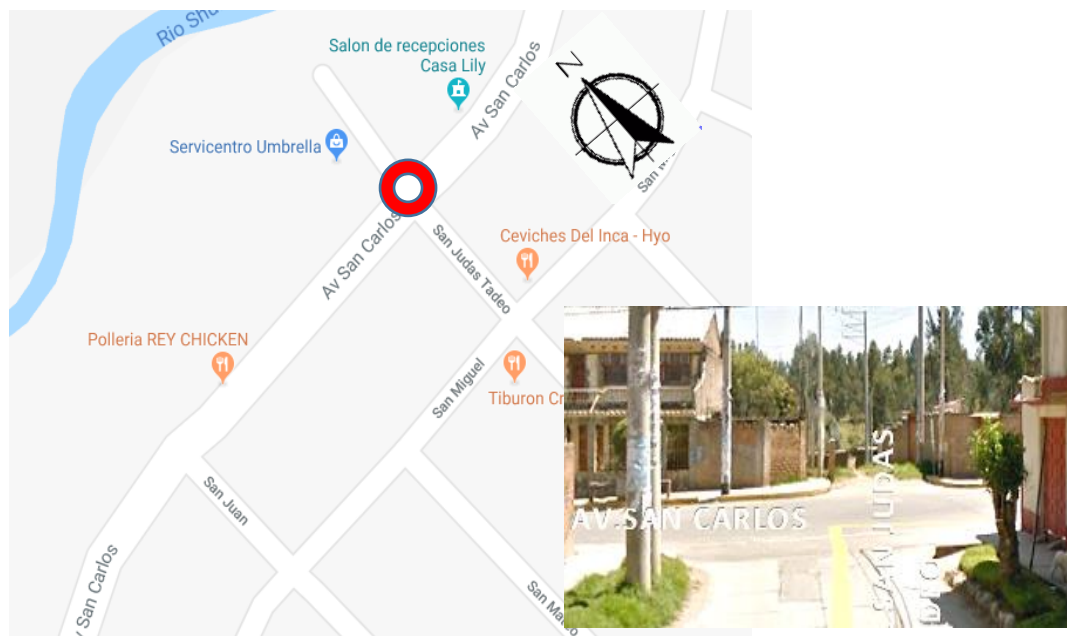 Rio Shu
Salon de recepciones
Casa Lily
N
Av San Carlos
Servicentro Umbrella
San
Av San Carlos
San Judas Tadeo
Ceviches Del Inca - Hyo
Polleria REY CHICKEN
San Miguel
Tiburon Cr
San Juan
AV.SAN CARLOS
SAN JUDAS
Av San Carlos
San Ma